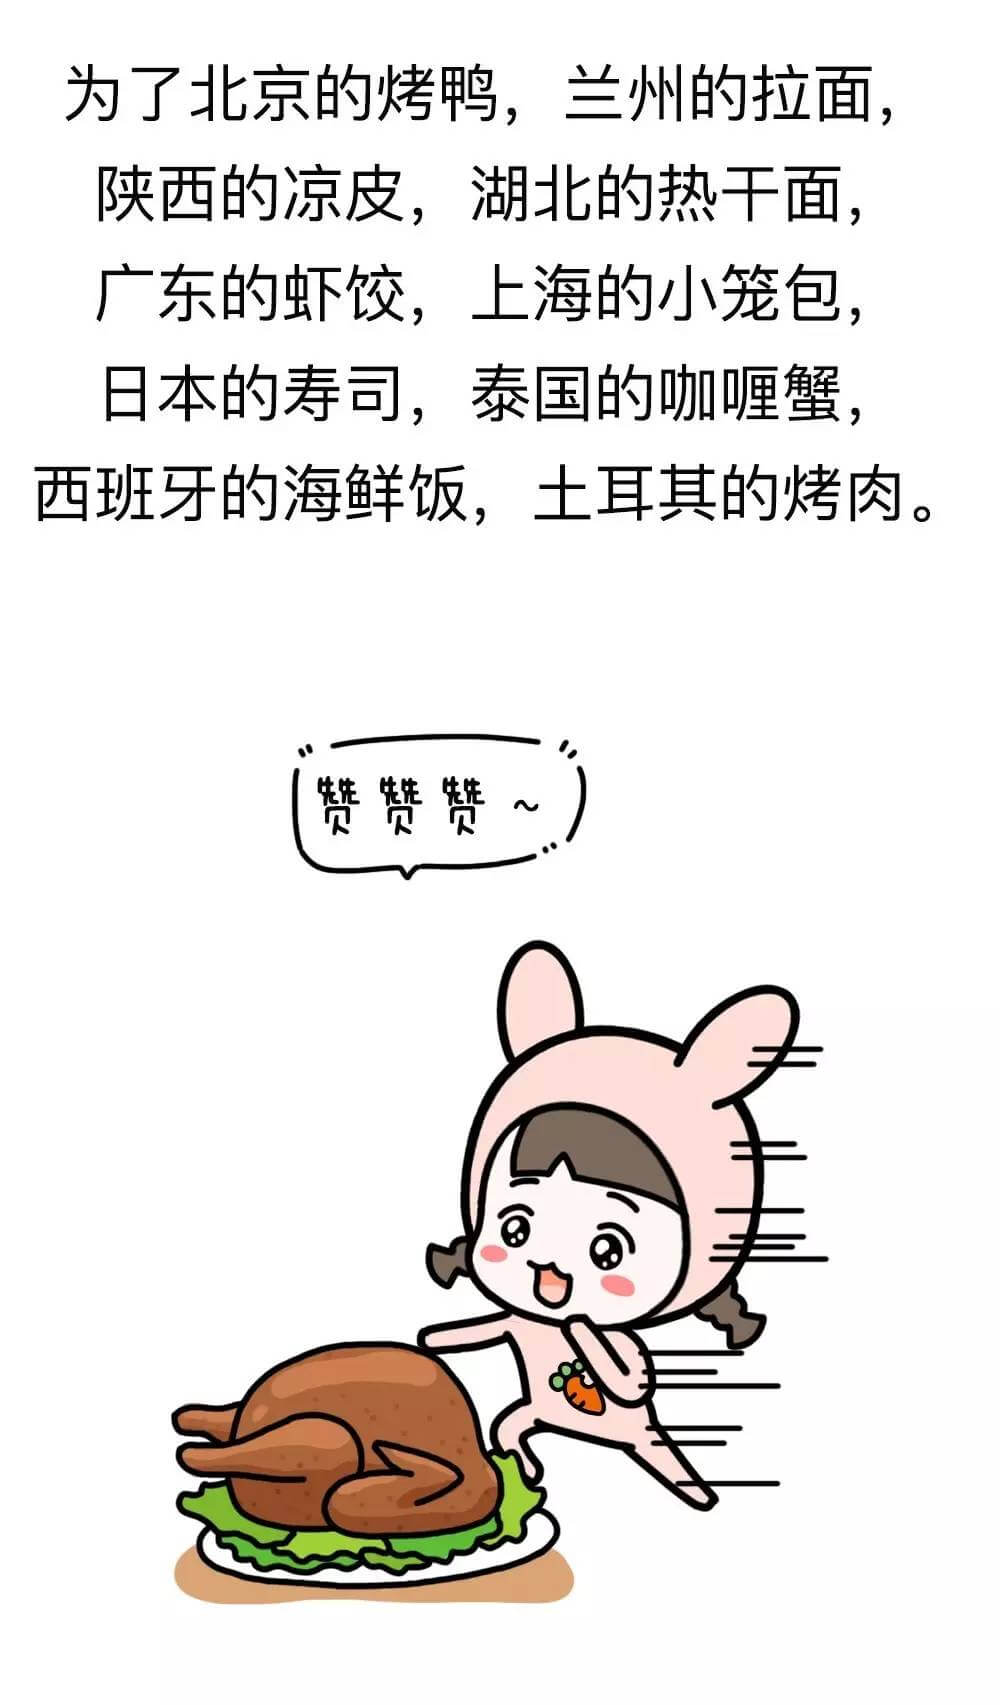 为了北京的烤鸭，兰州的拉面，
陕西的凉皮，湖北的热干面，
广东的虾饺，上海的小笼包，
日本的寿司，泰国的咖喱蟹，
西班牙的海鲜饭，土耳其的烤肉。
赞赞赞~